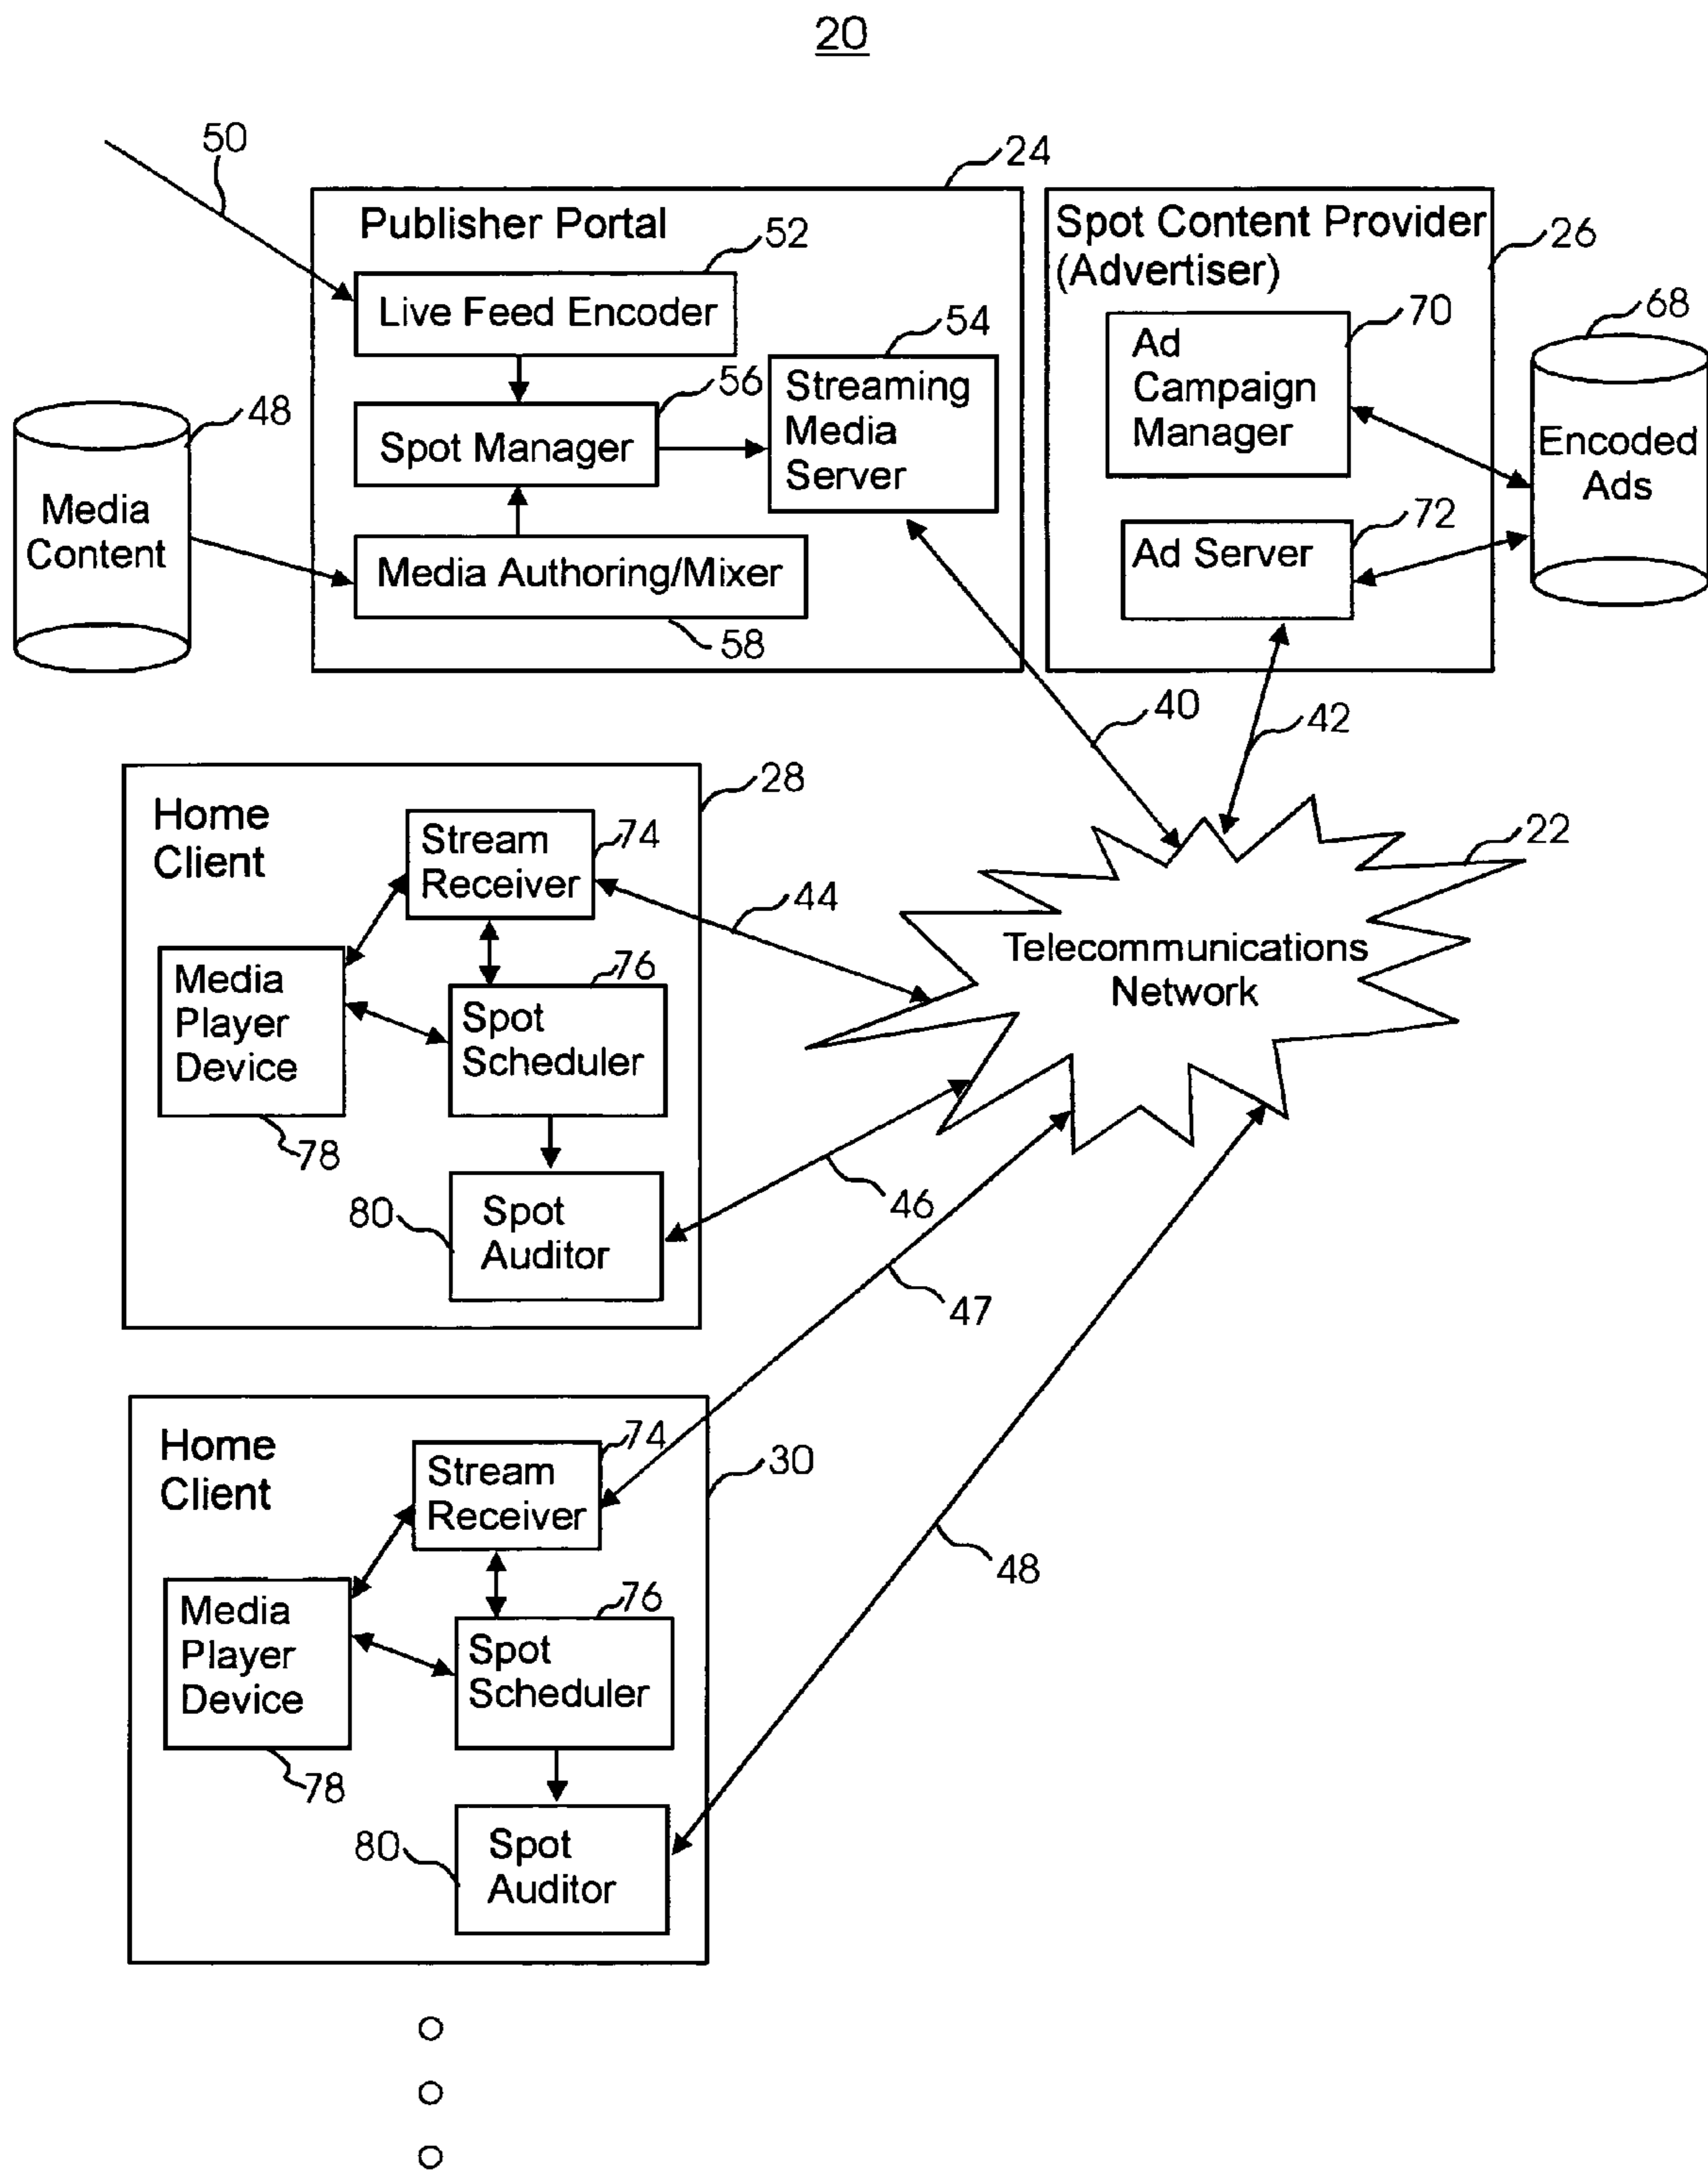 20
50
24
Publisher Portal
52
Live Feed Encoder
54
Streaming
Media
Server
56
Spot Manager
48
Media
Content
Media Authoring/Mixer
58
Spot Content Provider
(Advertiser)
26
70
Ad
Campaign
Manager
68
Encoded
Ads
72
Ad Server
40
42
28
Home
Client
Stream
Receiver
74
44
22
Telecommunications
Network
Media
Player
Device
76
Spot
Scheduler
78
80
Spot
Auditor
46
47
Home
Client
Stream
Receiver
74
30
48
Media
Player
Device
76
Spot
Scheduler
78
80
Spot
Auditor